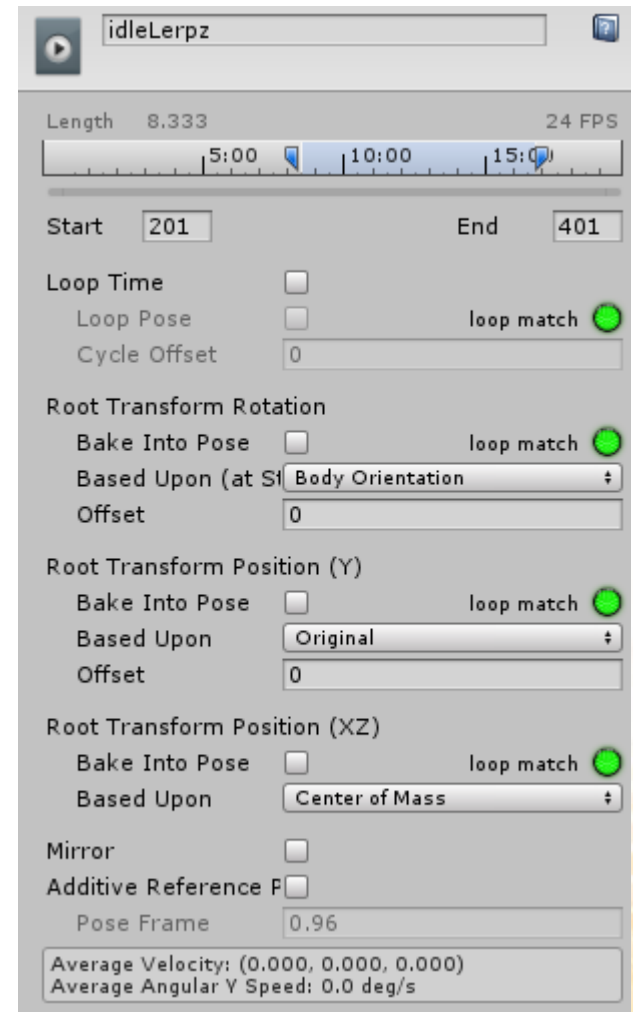 idleLerpz
Length 8.333 24 FPS
5:00 10:00 15:0
Start 201 End 401
Loop Time
Loop Pose loop match
Cycle Offset 0
Root Transform Rotation
Bake Into Pose loop match
Based Upon (at St Body Orientation
Offset 0
Root Transform Position (Y)
Bake Into Pose loop match
Based Upon Original
Offset 0
Root Transform Position (XZ)
Bake Into Pose loop match
Based Upon Center of Mass
Mirror
Additive Reference P
Pose Frame 0.96
Average Velocity: (0.000, 0.000, 0.000)
Average Angular Y Speed: 0.0 deg/s